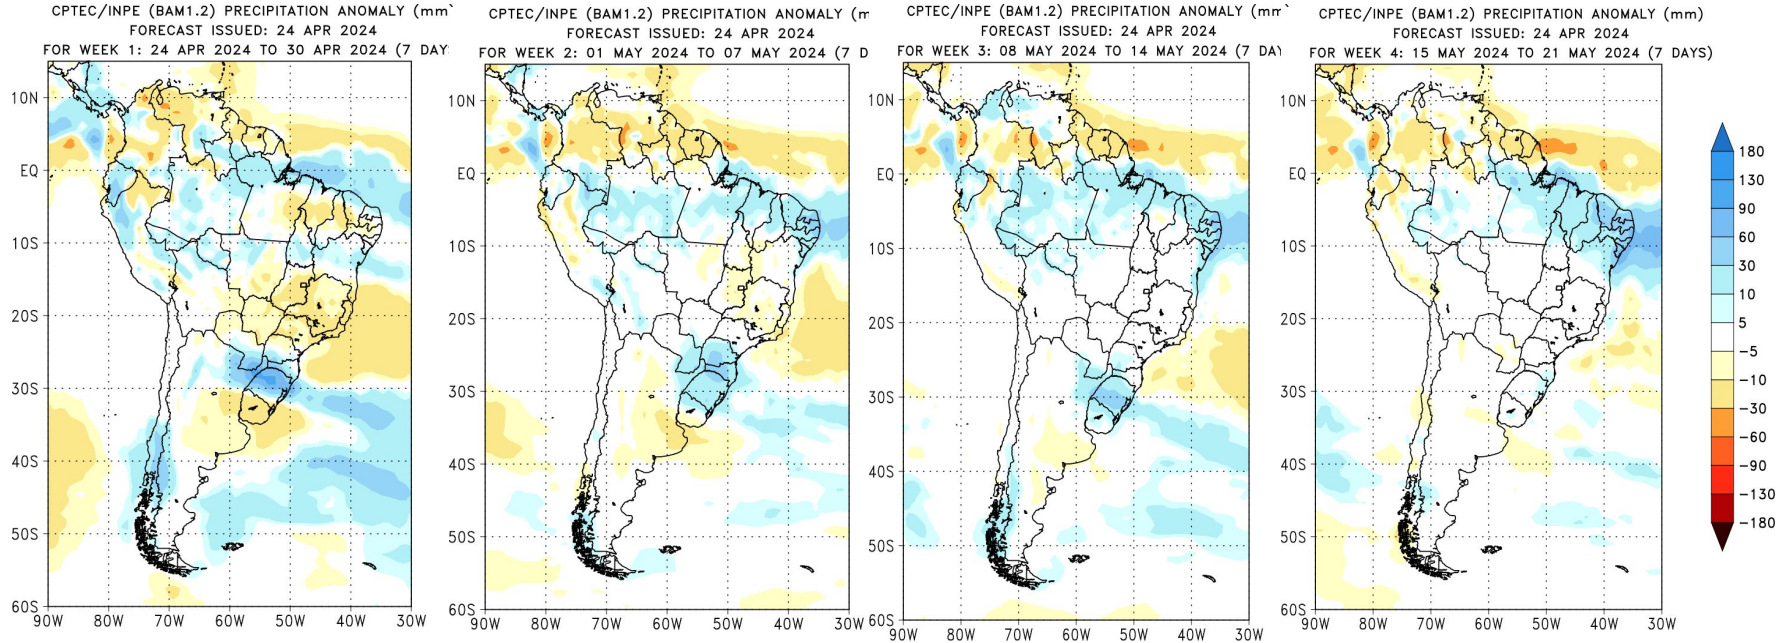 CPTEC/INPE (BAM1.2) PRECIPITATION ANOMALY (mm
FORECAST ISSUED: 24 APR 2024
FOR WEEK 1: 24 APR 2024 TO 30 APR 2024 (7 DAYS
10N
EQ
10S
20S
30S
40S
50S
60S
90W 80W 70W 60W 50W 40W 30W
CPTEC/INPE (BAM1.2) PRECIPITATION ANOMALY (m
FORECAST ISSUED: 24 APR 2024
FOR WEEK 2: 01 MAY 2024 TO 07 MAY 2024 (7 D
10N
EQ
10S
20S
30S
40S
50S
60S
90W 80W 70W 60W 50W 40W 30W
CPTEC/INPE (BAM1.2) PRECIPITATION ANOMALY (mm
FORECAST ISSUED: 24 APR 2024
FOR WEEK 3: 08 MAY 2024 TO 14 MAY 2024 (7 DAY
10N
EQ
10S
20S
30S
40S
50S
60S
90W 80W 70W 60W 50W 40W 30W
CPTEC/INPE (BAM1.2) PRECIPITATION ANOMALY (mm)
FORECAST ISSUED: 24 APR 2024
FOR WEEK 4: 15 MAY 2024 TO 21 MAY 2024 (7 DAYS)
10N
EQ
10S
20S
30S
40S
50S
60S
90W 80W 70W 60W 50W 40W 30W
180
130
90
60
30
10
5
-5
-10
-30
-60
-90
-130
-180